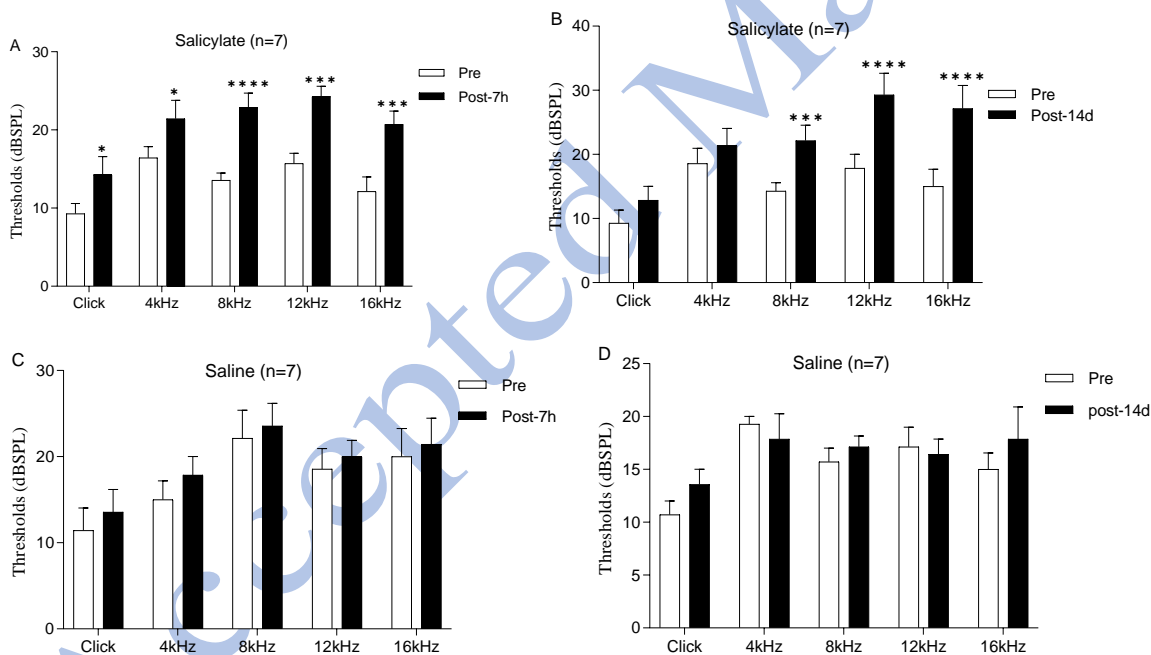 A
Salicylate (n=7)
Pre
Post-7h
Thresholds (dBSPL)
30
20
10
0
*
*
****
***
***
Click 4kHz 8kHz 12kHz 16kHz
B
Salicylate (n=7)
Pre
Post-14d
Thresholds (dBSPL)
40
30
20
10
0
***
****
****
Click 4kHz 8kHz 12kHz 16kHz
C
Saline (n=7)
Pre
Post-7h
Thresholds (dBSPL)
30
20
10
0
Click 4kHz 8kHz 12kHz 16kHz
D
Saline (n=7)
Pre
post-14d
Thresholds (dBSPL)
25
20
15
10
5
0
Click 4kHz 8kHz 12kHz 16kHz
ccepted Ma